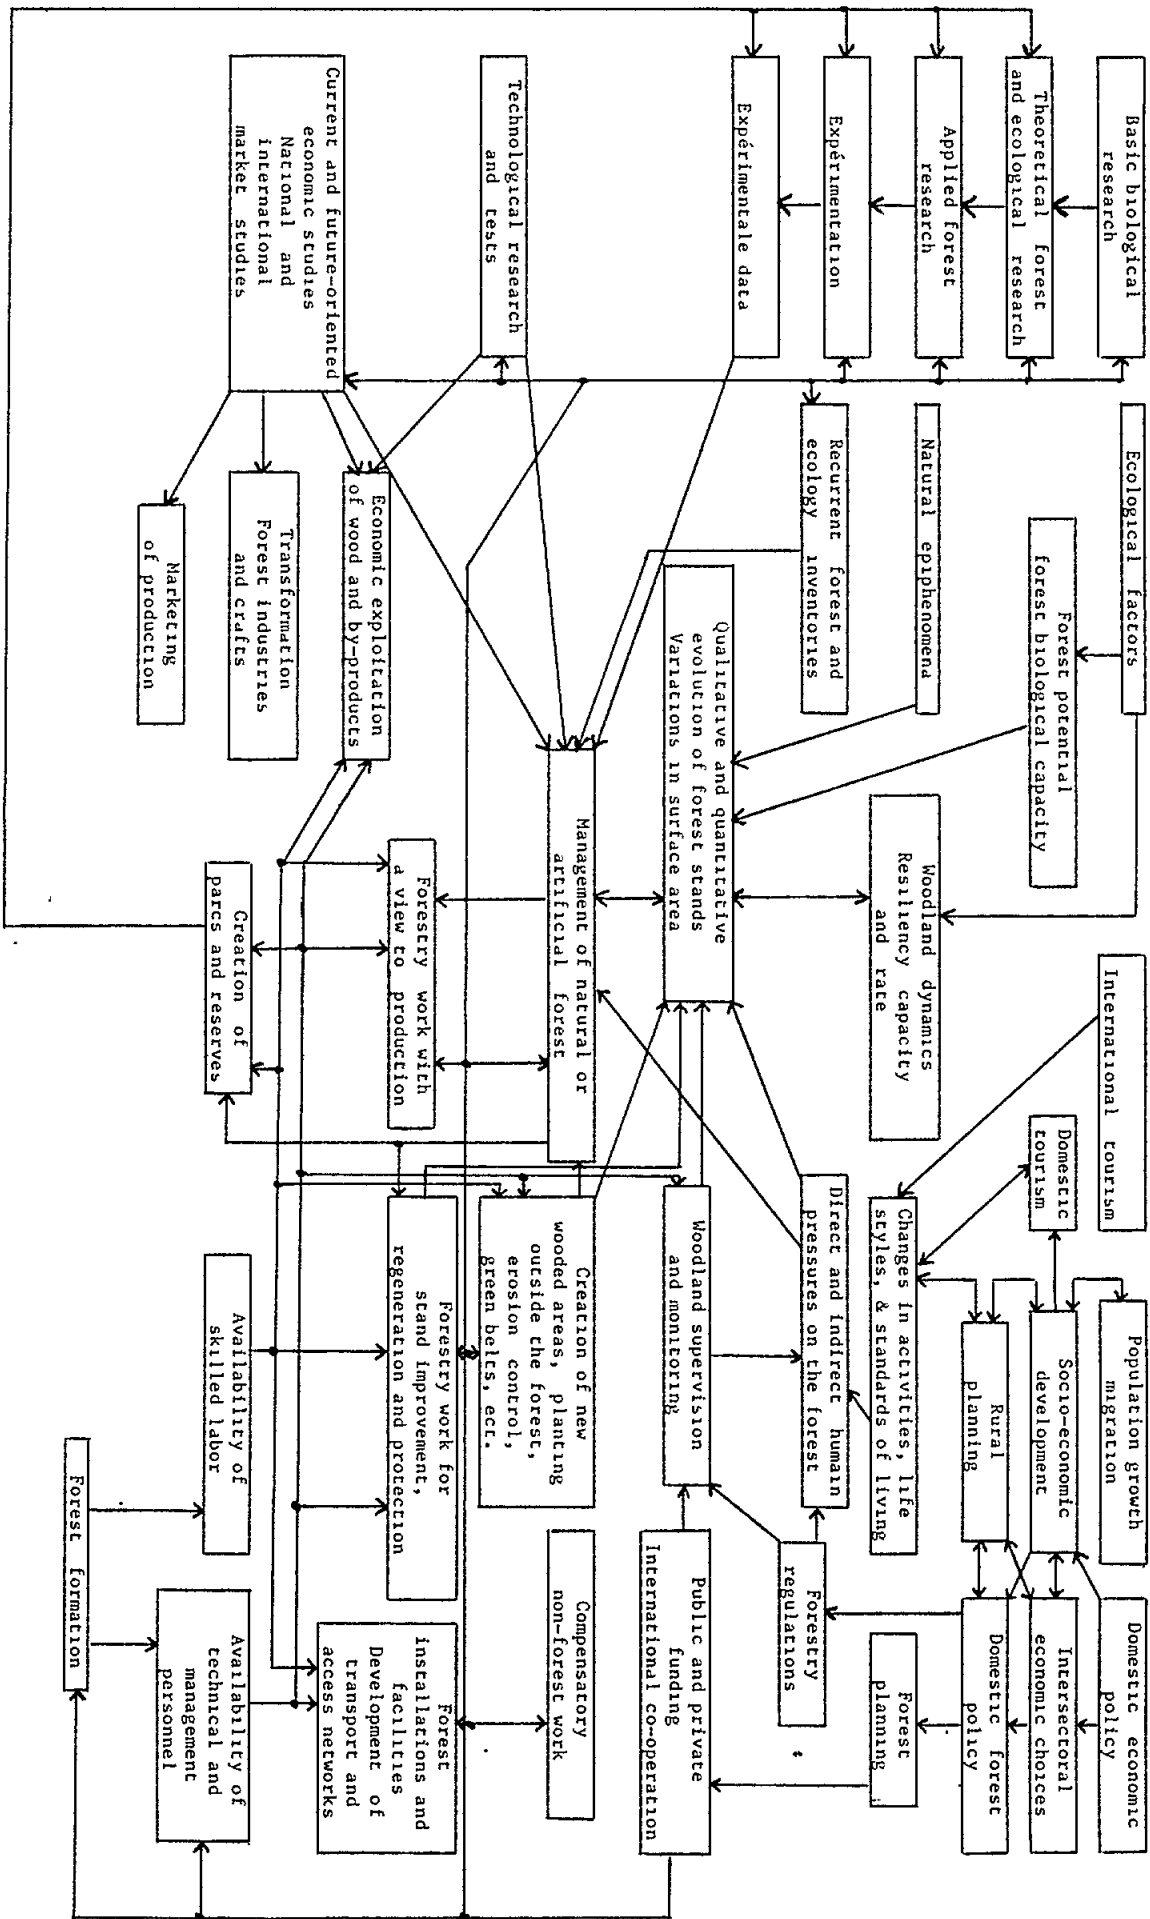 Basic biological
research
Theoretical forest
and ecological research
Applied forest
research
Expérimentation
Expérimentale data
Technological research
and tests
Current and future-oriented
economic studies
National and
international
market studies
Ecological factors
Forest potential
forest biological capacity
Natural epiphenomena
Recurrent forest and
ecology inventories
Qualitative and quantitative
evolution of forest stands
Variations in surface area
Economic exploitation
of wood and by-products
Transformation
Forest industries
and crafts
Marketing
of production
Woodland dynamics
Resiliency capacity
and rate
Management of natural or
artificial forest
Forestry work with
a view to production
Creation of
parcs and reserves
International tourism
Domestic
tourism
Changes in activities, life
styles, & standards of living
Direct and indirect humain
pressures on the forest
Woodland supervision
and monitoring
Creation of new
wooded areas, planting
outside the forest,
erosion control,
green belts, ect.
Forestry work for
stand improvement,
regeneration and protection
Availability of
skilled labor
Forest formation
Population growth
migration
Socio-economic
development
Rural
planning
Domestic economic
policy
Intersectoral
economic choices
Domestic forest
policy
Forest
planning
Forestry
regulations
Public and private
funding
International co-operation
Compensatory
non-forest work
Forest
installations and
facilities
Development of
transport and
access networks
Availability of
technical and
management
personnel